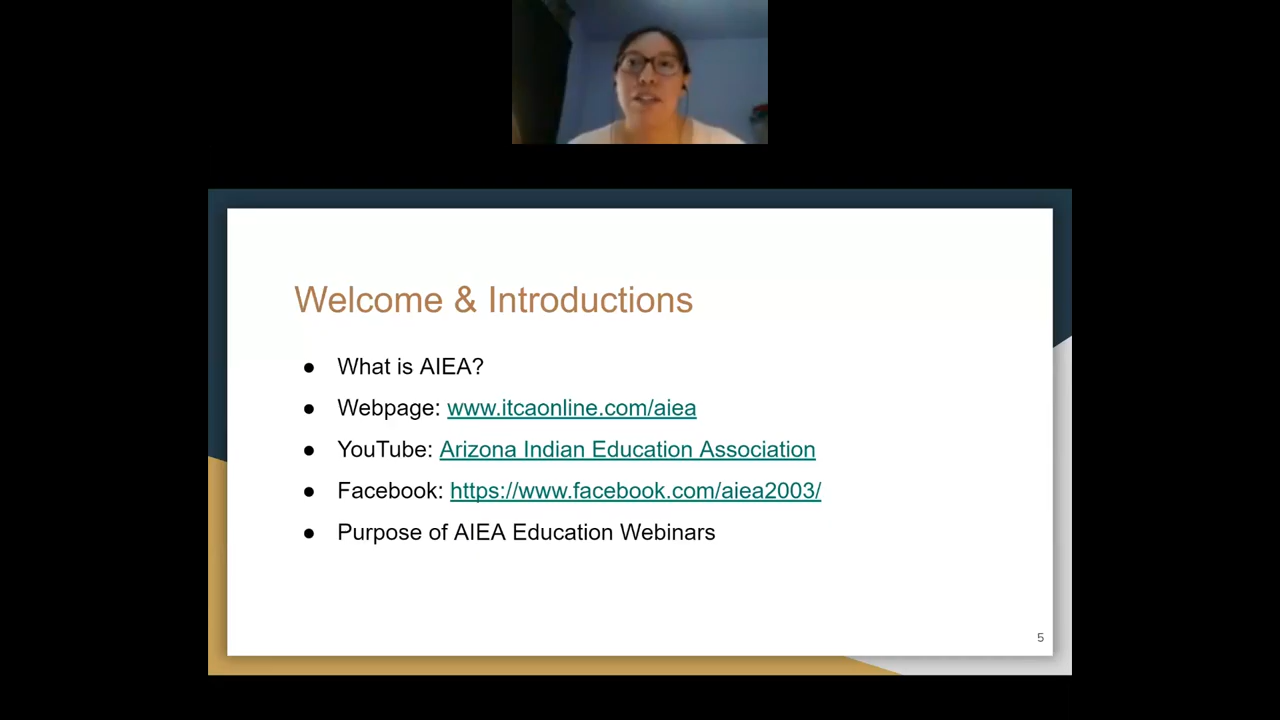 Welcome & Introductions
● What is AIEA?
● Webpage: www.itcaonline.com/aiea
● YouTube: Arizona Indian Education Association
● Facebook: https://www.facebook.com/aiea2003/
● Purpose of AIEA Education Webinars
5